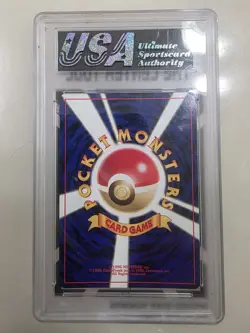 USA
Ultimate
Sportscard
Authority
POCKET MONSTERS
CARD GAME